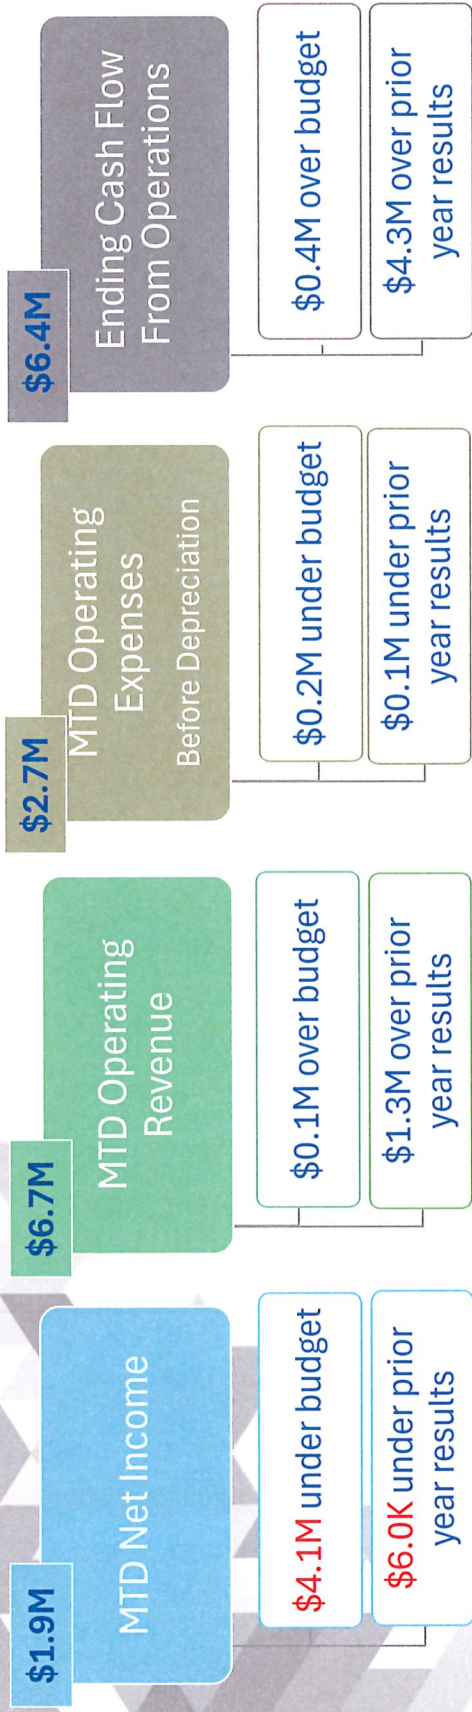 $1.9M
MTD Net Income
$4.1M under budget
$6.0K under prior
year results
$6.7M
MTD Operating
Revenue
$0.1M over budget
$1.3M over prior
year results
$2.7M
MTD Operating
Expenses
Before Depreciation
$0.2M under budget
$0.1M under prior
year results
$6.4M
Ending Cash Flow
From Operations
$0.4M over budget
$4.3M over prior
year results